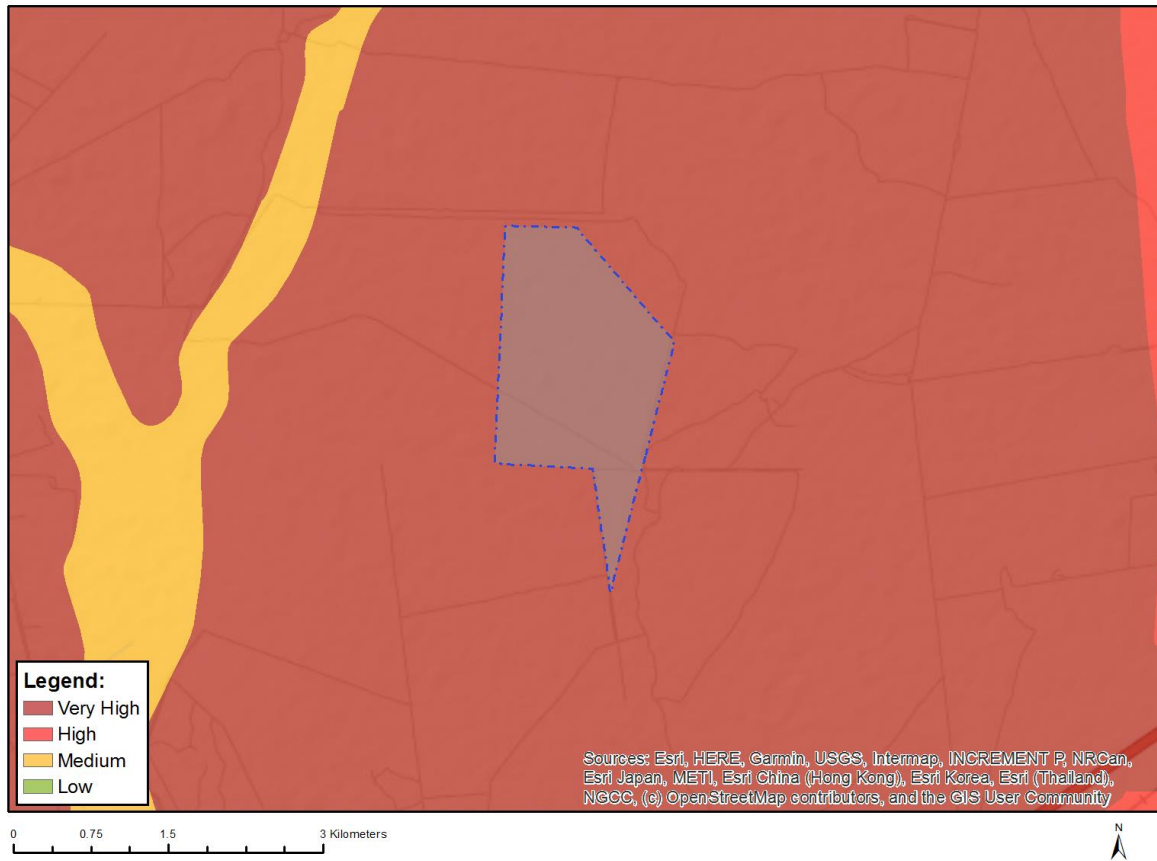 Legend:
Very High
High
Medium
Low
Sources: Esri, HERE, Garmin, USGS, Intermap, INCREMENT P, NRCan,
Esri Japan, METI, Esri China (Hong Kong), Esri Korea, Esri (Thailand),
NGCC, (c) OpenStreetMap contributors, and the GIS User Community
0 0.75 1.5 3 Kilometers
N